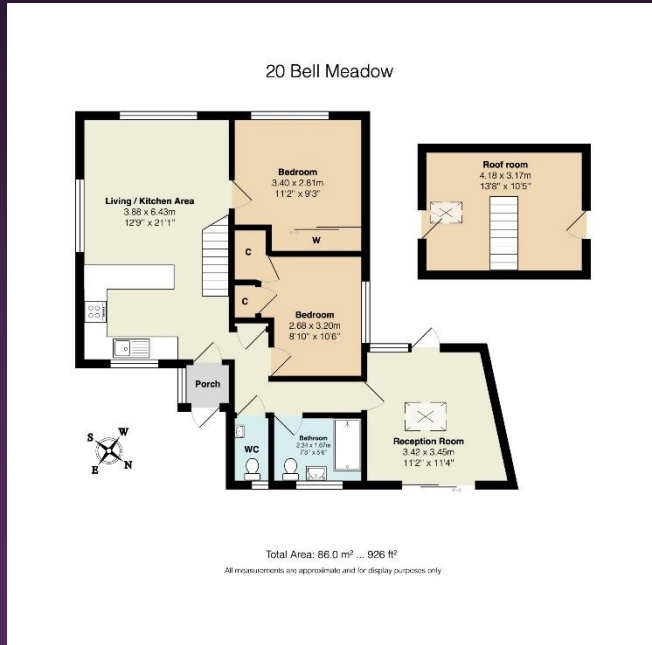 20 Bell Meadow
Living / Kitchen Area
3.88 x 6.43m
12'9" x 21'1"
Bedroom
3.40 x 2.81m
11'2" x 9'3"
W
Roof room
4.18 x 3.17m
13'8" x 10'5"
C
C
Bedroom
2.68 x 3.20m
8'10" x 10'6"
Porch
S
W
E
N
WC
Bathroom
2.34 x 1.67m
7'8" x 5'6"
Reception Room
3.42 x 3.45m
11'2" x 11'4"
Total Area: 86.0 m² ... 926 ft²
All measurements are approximate and for display purposes only